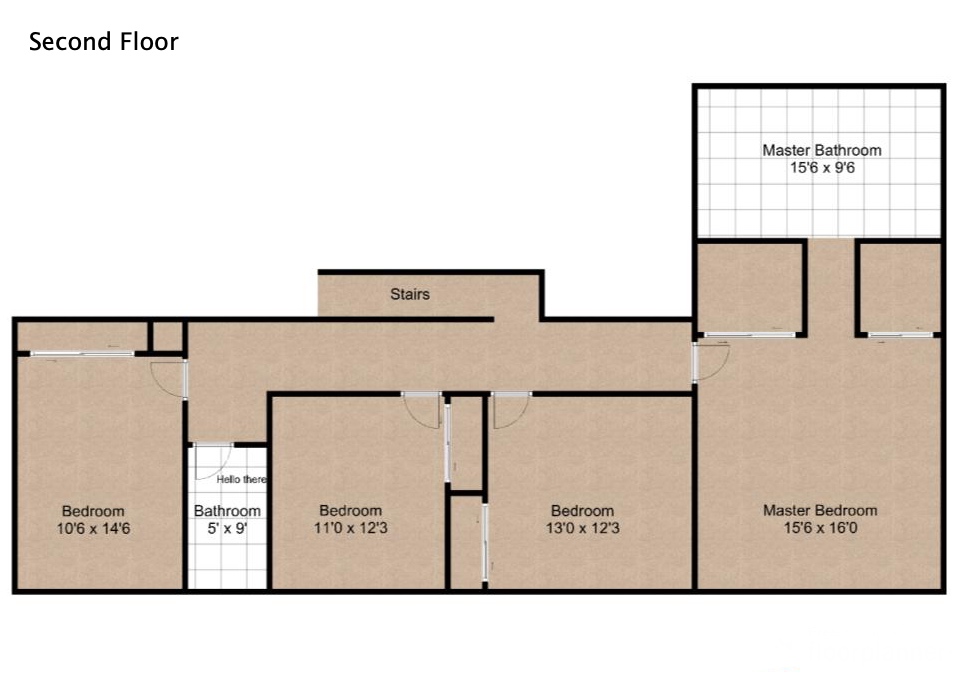 Second Floor
Master Bathroom
15'6 x 9'6
Stairs
Hello there
Bedroom
10'6 x 14'6
Bathroom
5' x 9'
Bedroom
11'0 x 12'3
Bedroom
13'0 x 12'3
Master Bedroom
15'6 x 16'0